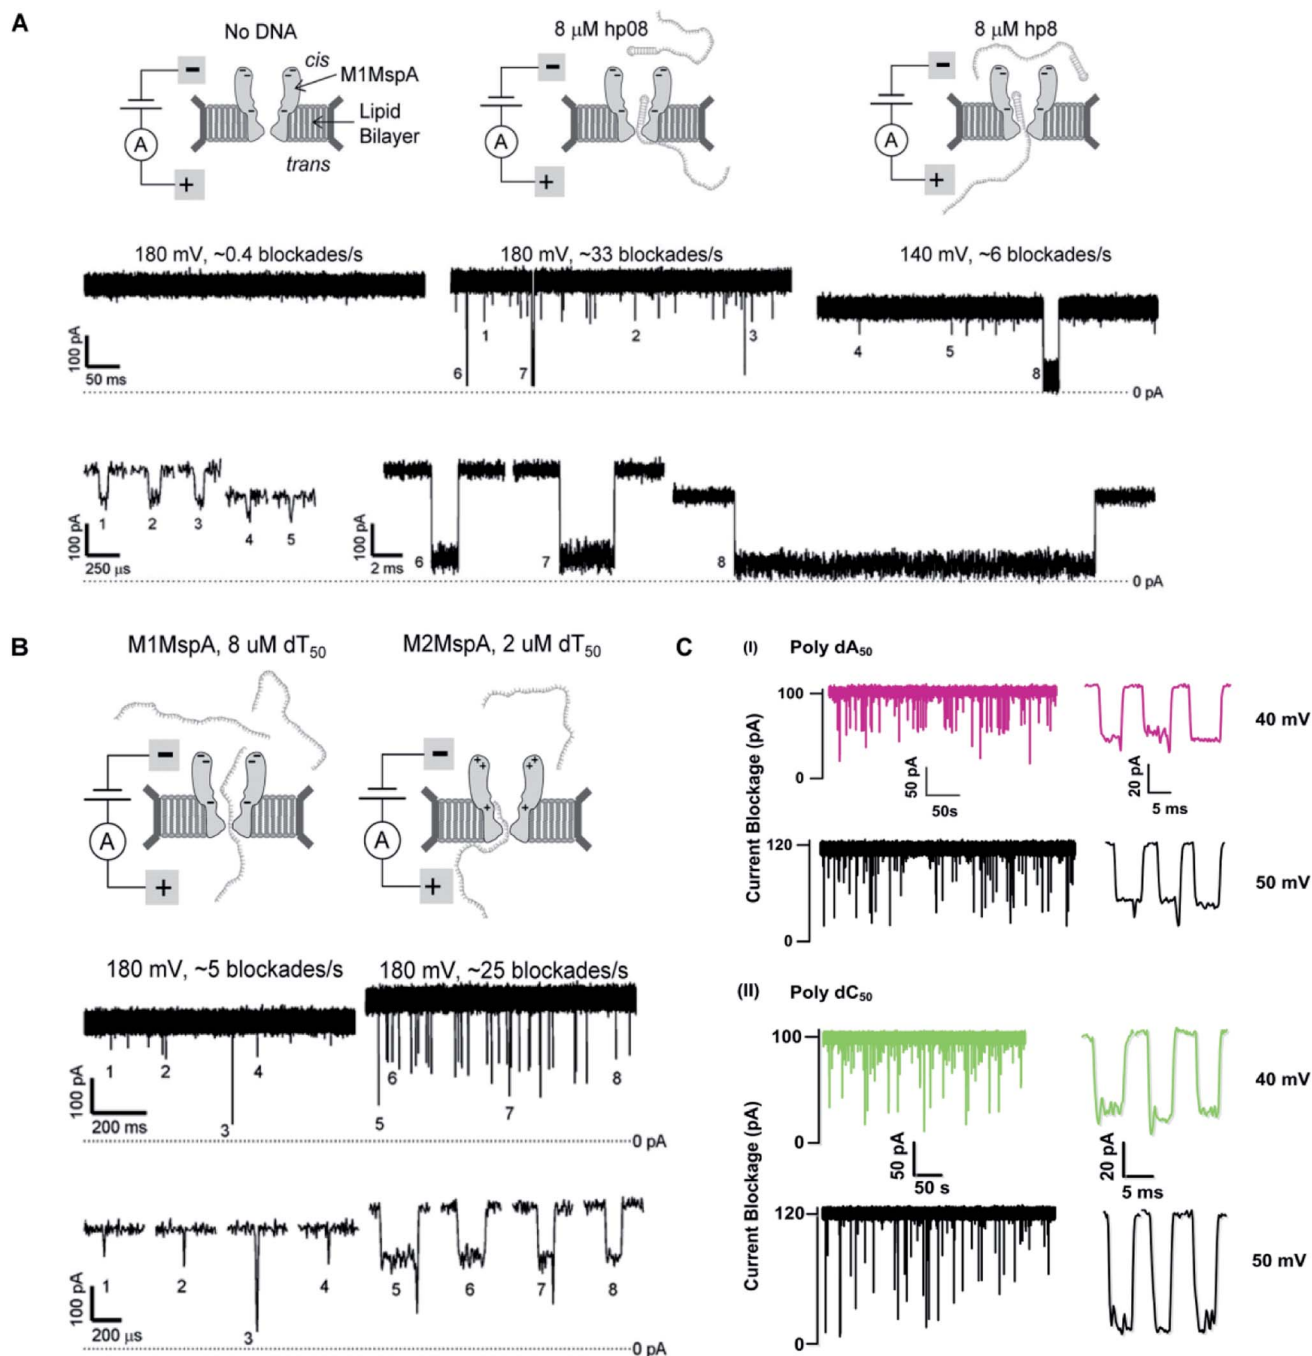 A
No DNA
8 μM hp08
8 μM hp8
cis
M1MspA
Lipid
Bilayer
trans
−
A
+
−
A
+
−
A
+
180 mV, ~0.4 blockades/s
180 mV, ~33 blockades/s
140 mV, ~6 blockades/s
100 pA
50 ms
1
2
3
6
7
4
5
8
0 pA
1
2
3
4
5
100 pA
250 μs
6
7
8
100 pA
2 ms
0 pA
B
M1MspA, 8 uM dT50
M2MspA, 2 uM dT50
−
A
+
−
A
+
180 mV, ~5 blockades/s
180 mV, ~25 blockades/s
100 pA
200 ms
1
2
3
4
5
6
7
8
0 pA
1
2
3
4
5
6
7
8
100 pA
200 μs
0 pA
C
(I) Poly dA50
Current Blockage (pA)
100
0
50 pA
50s
20 pA
5 ms
40 mV
120
0
50 mV
(II) Poly dC50
Current Blockage (pA)
100
0
50 pA
50 s
20 pA
5 ms
40 mV
120
0
50 mV